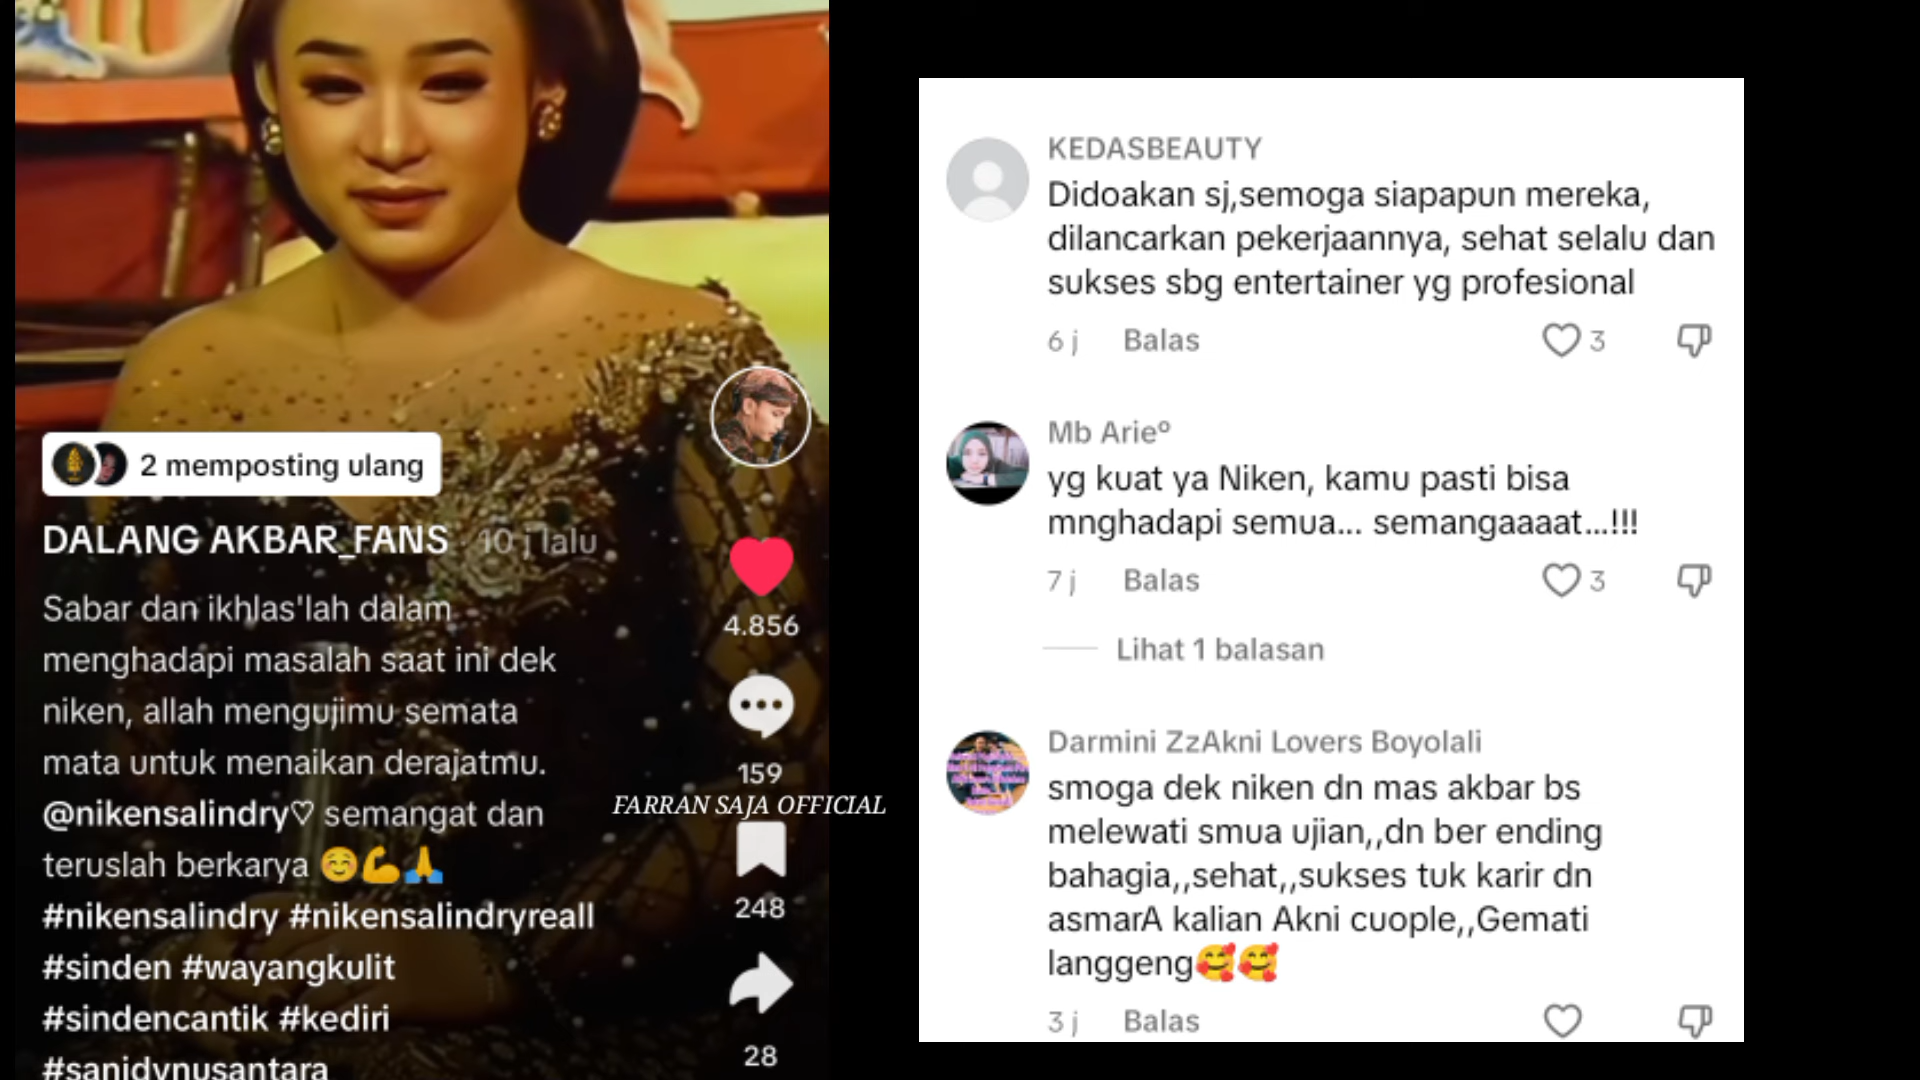 2 memposting ulang
DALANG AKBAR_FANS · 10 j lalu
Sabar dan ikhlas'lah dalam
menghadapi masalah saat ini dek
niken, allah mengujimu semata
mata untuk menaikan derajatmu.
@nikensalindry♡ semangat dan
teruslah berkarya ☺️💪🙏
#nikensalindry #nikensalindryreall
#sinden #wayangkulit
#sindencantik #kediri
#sanjdynusantara
4.856
159
FARRAN SAJA OFFICIAL
248
28
KEDASBEAUTY
Didoakan sj,semoga siapapun mereka,
dilancarkan pekerjaannya, sehat selalu dan
sukses sbg entertainer yg profesional
6 j Balas 3
Mb Arie°
yg kuat ya Niken, kamu pasti bisa
mnghadapi semua... semangaaaat...!!!
7 j Balas 3
Lihat 1 balasan
Darmini ZzAkni Lovers Boyolali
smoga dek niken dn mas akbar bs
melewati smua ujian,,dn ber ending
bahagia,,sehat,,sukses tuk karir dn
asmarA kalian Akni cuople,,Gemati
langgeng🥰🥰
3 j Balas